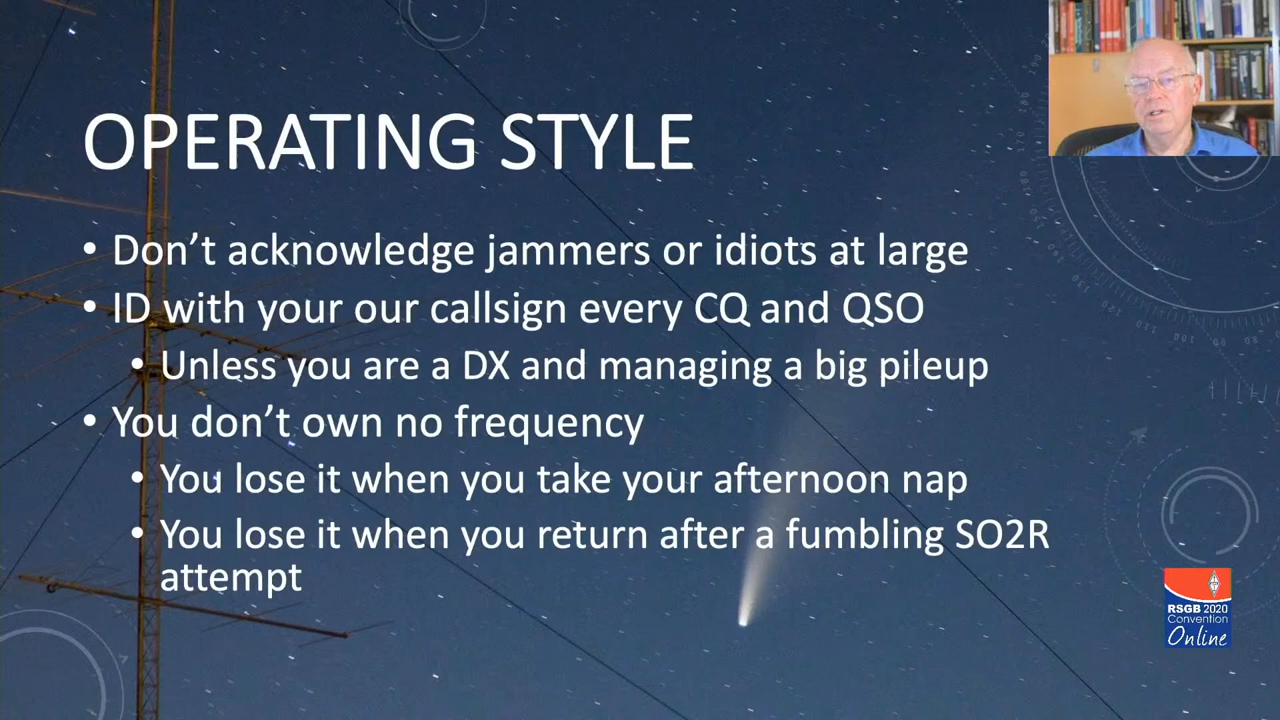 OPERATING STYLE
• Don’t acknowledge jammers or idiots at large
• ID with your our callsign every CQ and QSO
• Unless you are a DX and managing a big pileup
• You don’t own no frequency
• You lose it when you take your afternoon nap
• You lose it when you return after a fumbling SO2R
attempt
RSGB 2020
Convention
Online